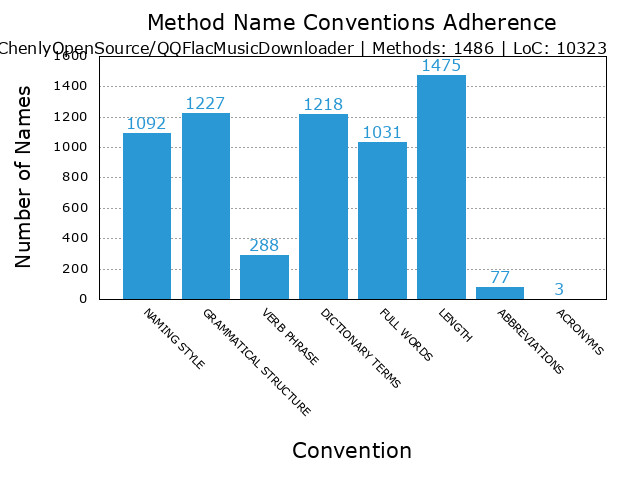 Method Name Conventions Adherence
ChenlyOpenSource/QQFlacMusicDownloader | Methods: 1486 | LoC: 10323
Number of Names
1600
1400
1200
1000
800
600
400
200
0
1092
1227
288
1218
1031
1475
77
3
NAMING STYLE
GRAMMATICAL STRUCTURE
VERB PHRASE
DICTIONARY TERMS
FULL WORDS
LENGTH
ABBREVIATIONS
ACRONYMS
Convention